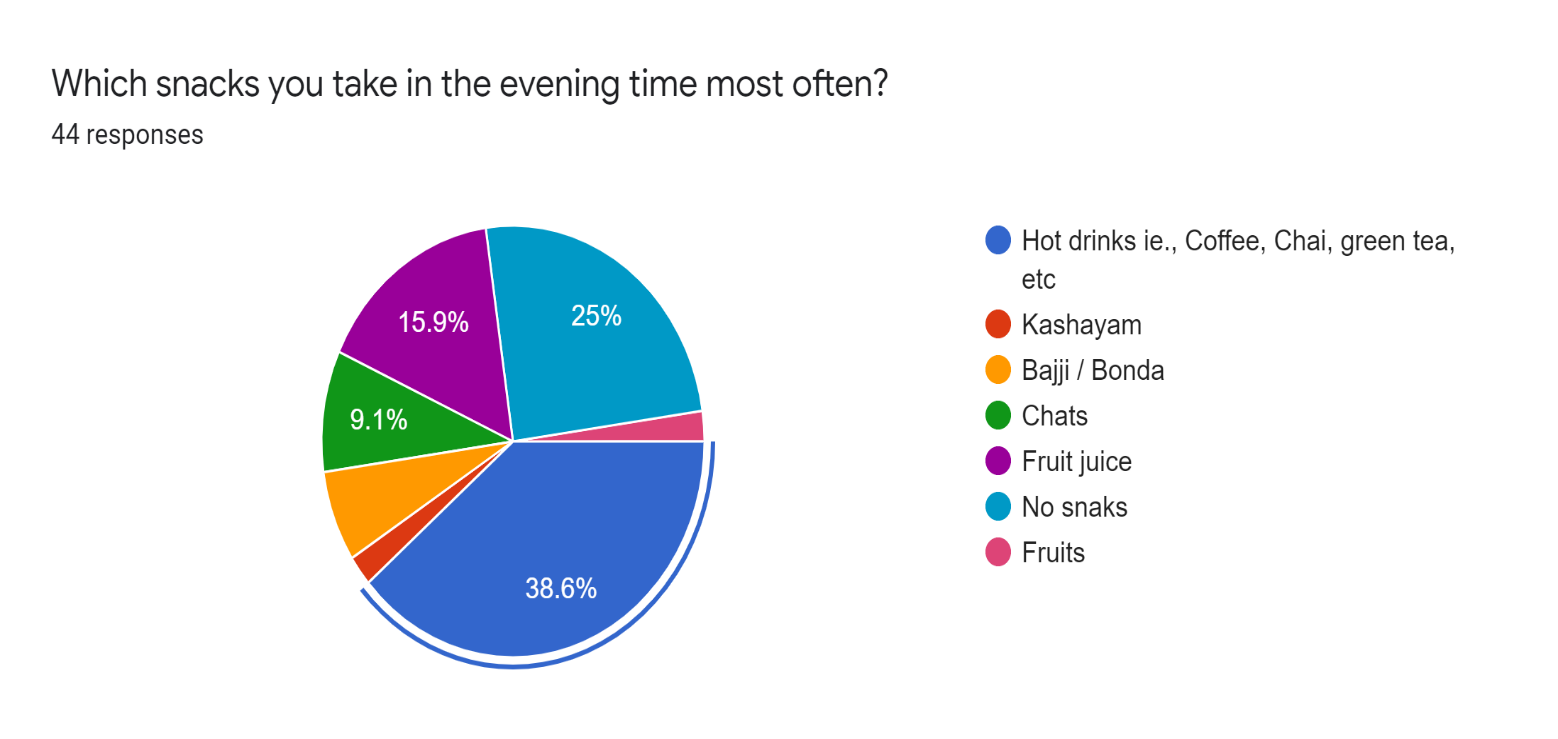 Which snacks you take in the evening time most often?
44 responses
15.9%
25%
9.1%
38.6%
Hot drinks ie., Coffee, Chai, green tea,
etc
Kashayam
Bajji / Bonda
Chats
Fruit juice
No snaks
Fruits